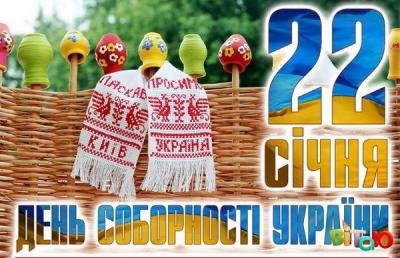 22
СІЧНЯ
ЛАСКАВО
КИЇВ
ПРОСИМО
УКРАЇНА
ДЕНЬ СОБОРНОСТІ УКРАЇНИ